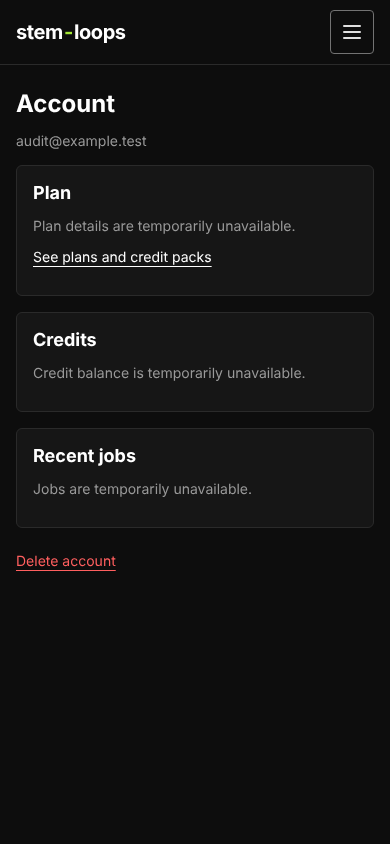 stem-loops
Account
audit@example.test
Plan
Plan details are temporarily unavailable.
See plans and credit packs
Credits
Credit balance is temporarily unavailable.
Recent jobs
Jobs are temporarily unavailable.
Delete account